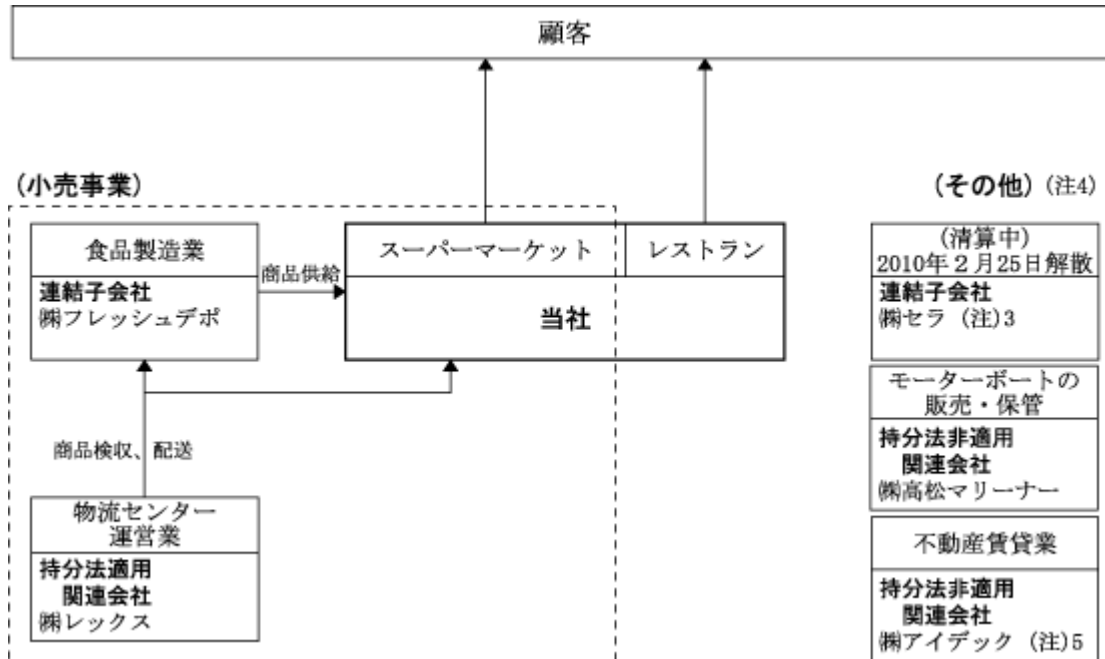 顧客
(小売事業)
(その他) (注4)
食品製造業
連結子会社
㈱フレッシュデポ
商品供給
スーパーマーケット
レストラン
当社
(清算中)
2010年2月25日解散
連結子会社
㈱セラ (注)3
モーターボートの
販売・保管
持分法非適用
関連会社
㈱高松マリーナー
商品検収、配送
物流センター
運営業
持分法適用
関連会社
㈱レックス
不動産賃貸業
持分法非適用
関連会社
㈱アイデック (注)5